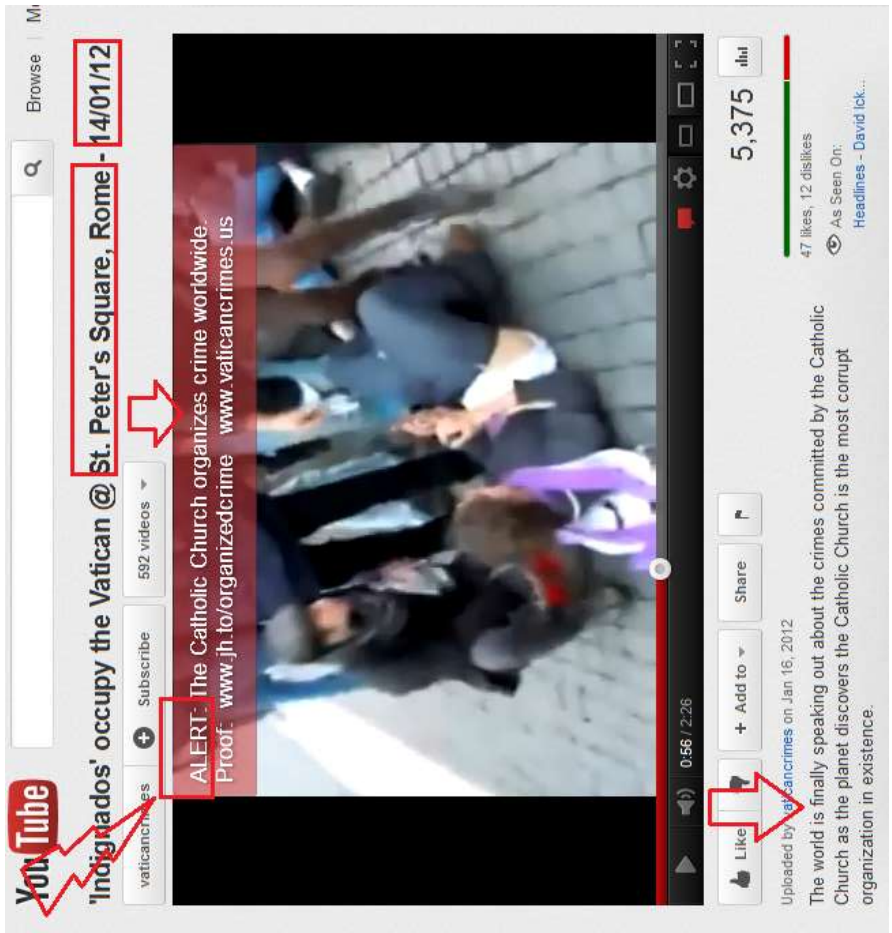 YouTube
Browse
'Indignados' occupy the Vatican @ St. Peter's Square, Rome - 14/01/12
vaticancrimes
Subscribe
592 videos
ALERT: The Catholic Church organizes crime worldwide.
Proof: www.jh.to/organizedcrime www.vaticancrimes.us
0:56 / 2:26
Like
+ Add to
Share
5,375
Uploaded by vaticancrimes on Jan 16, 2012
47 likes, 12 dislikes
The world is finally speaking out about the crimes committed by the Catholic
Church as the planet discovers the Catholic Church is the most corrupt
organization in existence.
As Seen On:
Headlines - David Ick...